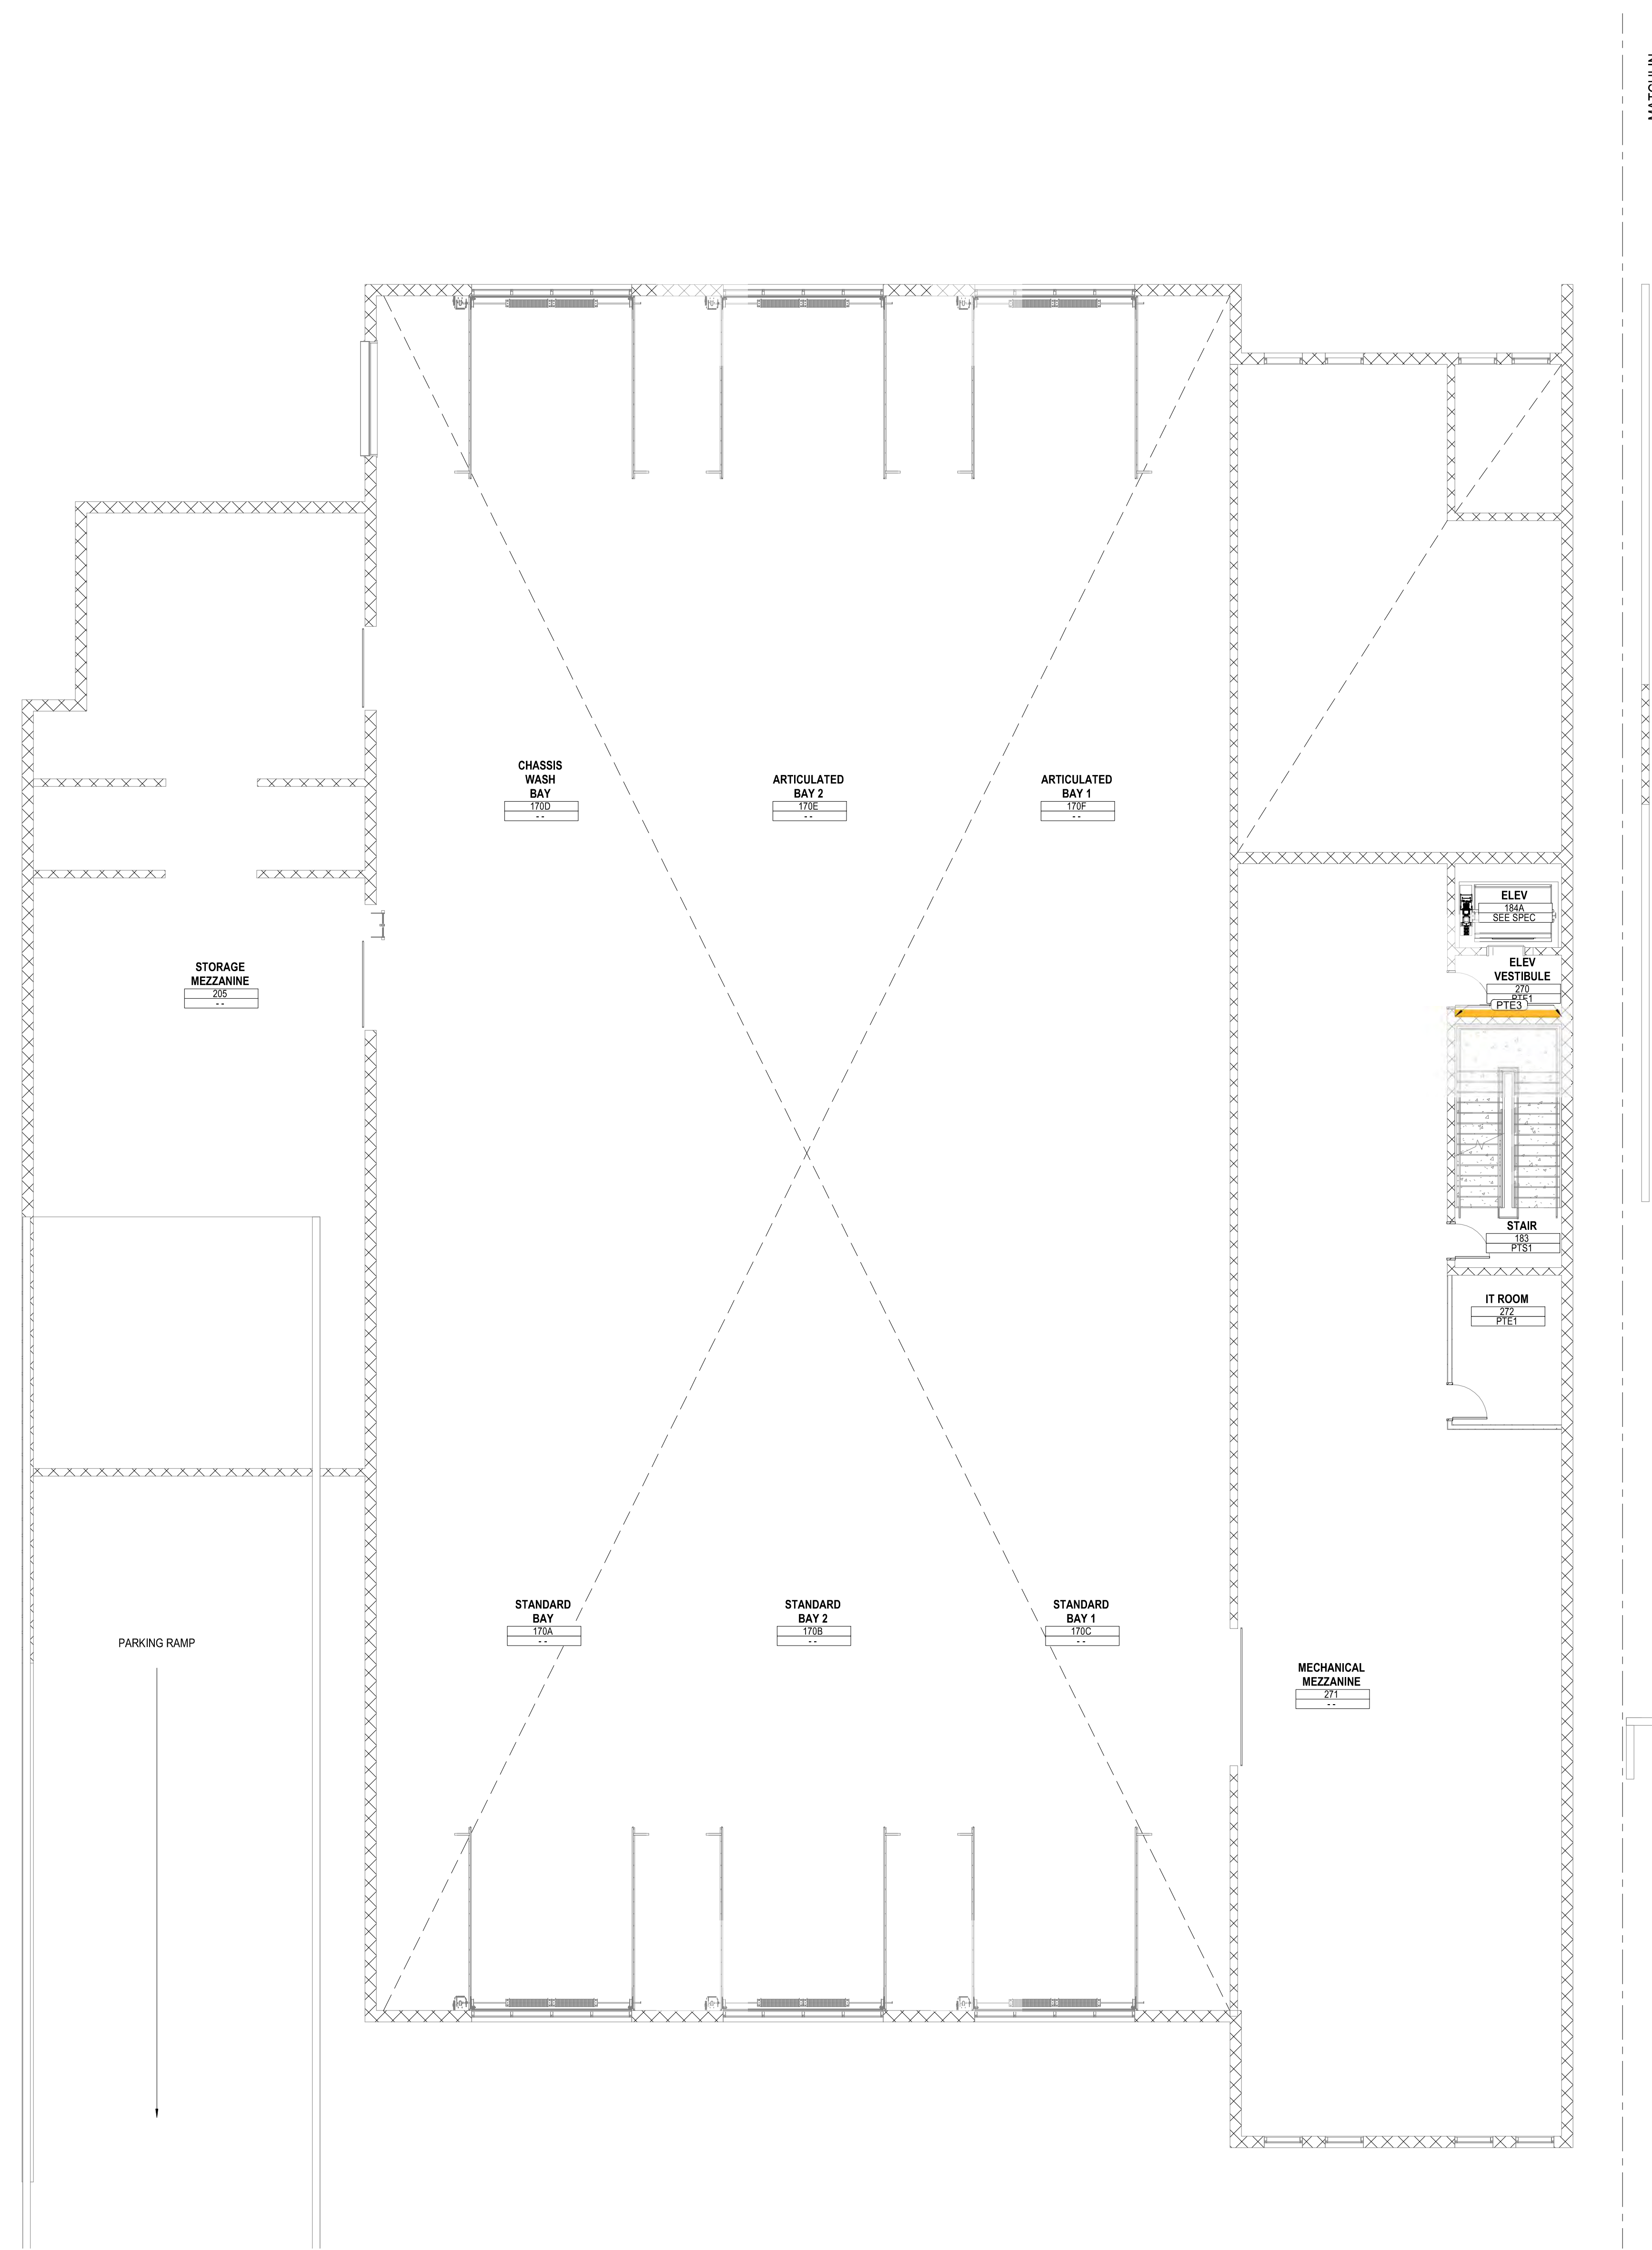 CHASSIS
WASH
BAY
170D
- -
ARTICULATED
BAY 2
170E
- -
ARTICULATED
BAY 1
170F
- -
ELEV
184A
SEE SPEC
STORAGE
MEZZANINE
205
- -
ELEV
VESTIBULE
270
PTE1
PTE3
STAIR
183
PTS1
IT ROOM
272
PTE1
STANDARD
BAY
170A
- -
STANDARD
BAY 2
170B
- -
STANDARD
BAY 1
170C
- -
PARKING RAMP
MECHANICAL
MEZZANINE
271
- -